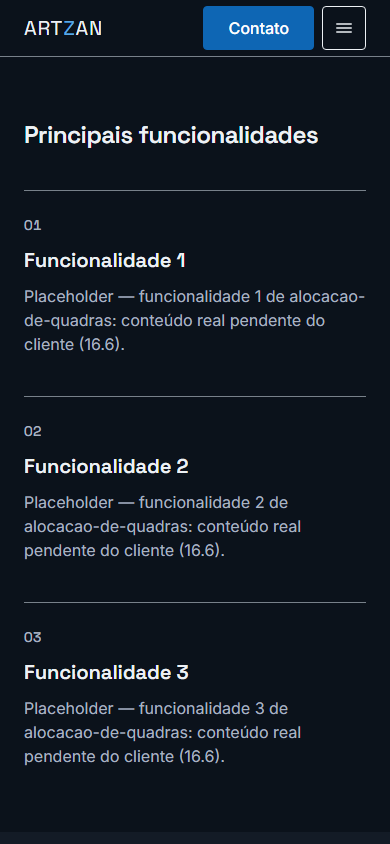 ARTZAN
Contato
Principais funcionalidades
01
Funcionalidade 1
Placeholder — funcionalidade 1 de alocacao-
de-quadras: conteúdo real pendente do
cliente (16.6).
02
Funcionalidade 2
Placeholder — funcionalidade 2 de
alocacao-de-quadras: conteúdo real
pendente do cliente (16.6).
03
Funcionalidade 3
Placeholder — funcionalidade 3 de
alocacao-de-quadras: conteúdo real
pendente do cliente (16.6).